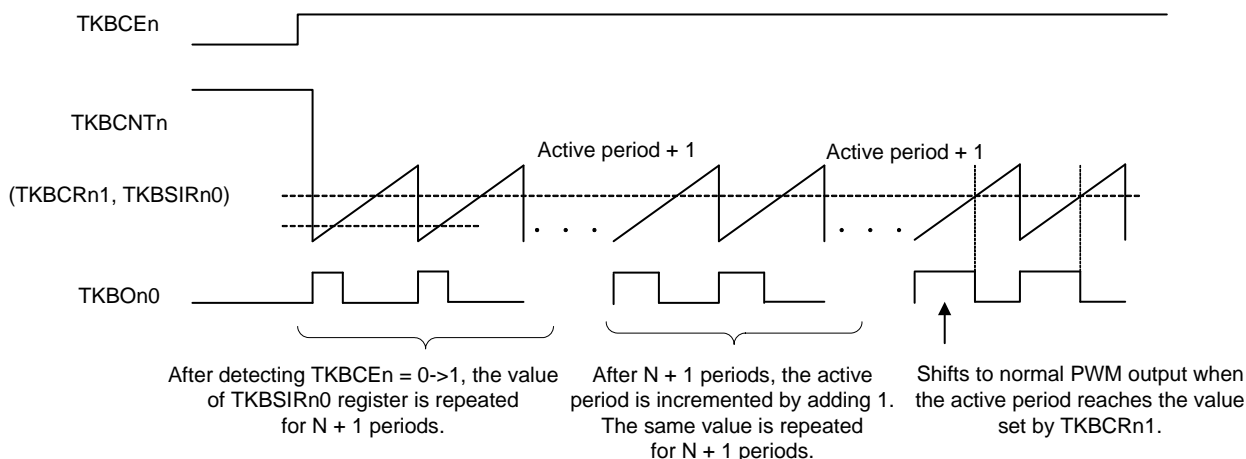 TKBCEn
TKBCNTn
Active period + 1
Active period + 1
(TKBCRn1, TKBSIRn0)
. . .
. . .
TKBOn0
After detecting TKBCEn = 0->1, the value
of TKBSIRn0 register is repeated
for N + 1 periods.
After N + 1 periods, the active
period is incremented by adding 1.
The same value is repeated
for N + 1 periods.
Shifts to normal PWM output when
the active period reaches the value
set by TKBCRn1.